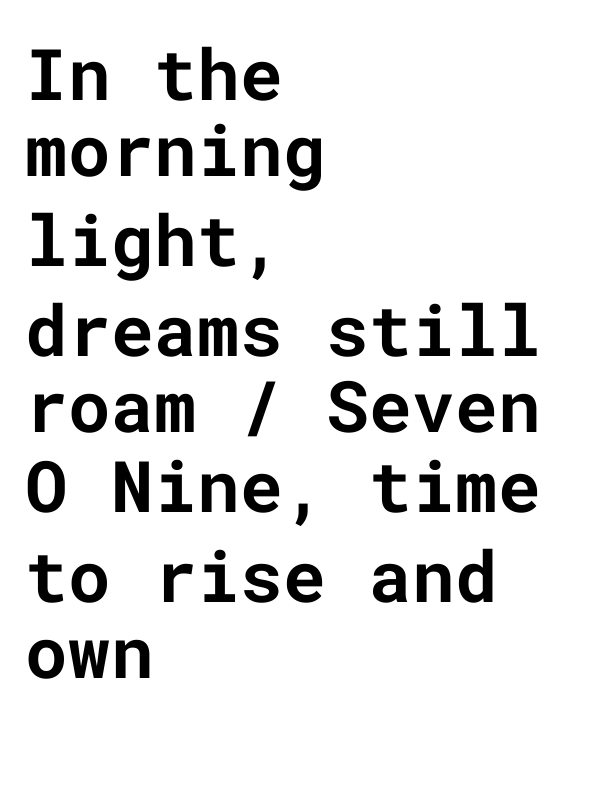 In the
morning
light,
dreams still
roam / Seven
O Nine, time
to rise and
own